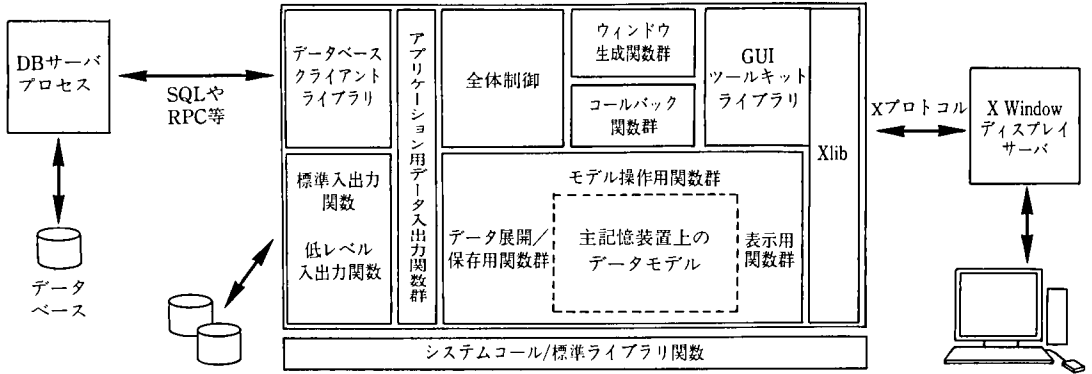 DBサーバ
プロセス
SQLや
RPC等
データ
ベース
データベース
クライアント
ライブラリ
標準入出力
関数
低レベル
入出力関数
アプリケーション用データ入出力関数群
全体制御
ウィンドウ
生成関数群
コールバック
関数群
GUI
ツールキット
ライブラリ
モデル操作用関数群
データ展開/
保存用関数群
主記憶装置上の
データモデル
表示用
関数群
Xlib
Xプロトコル
X Window
ディスプレイ
サーバ
システムコール/標準ライブラリ関数